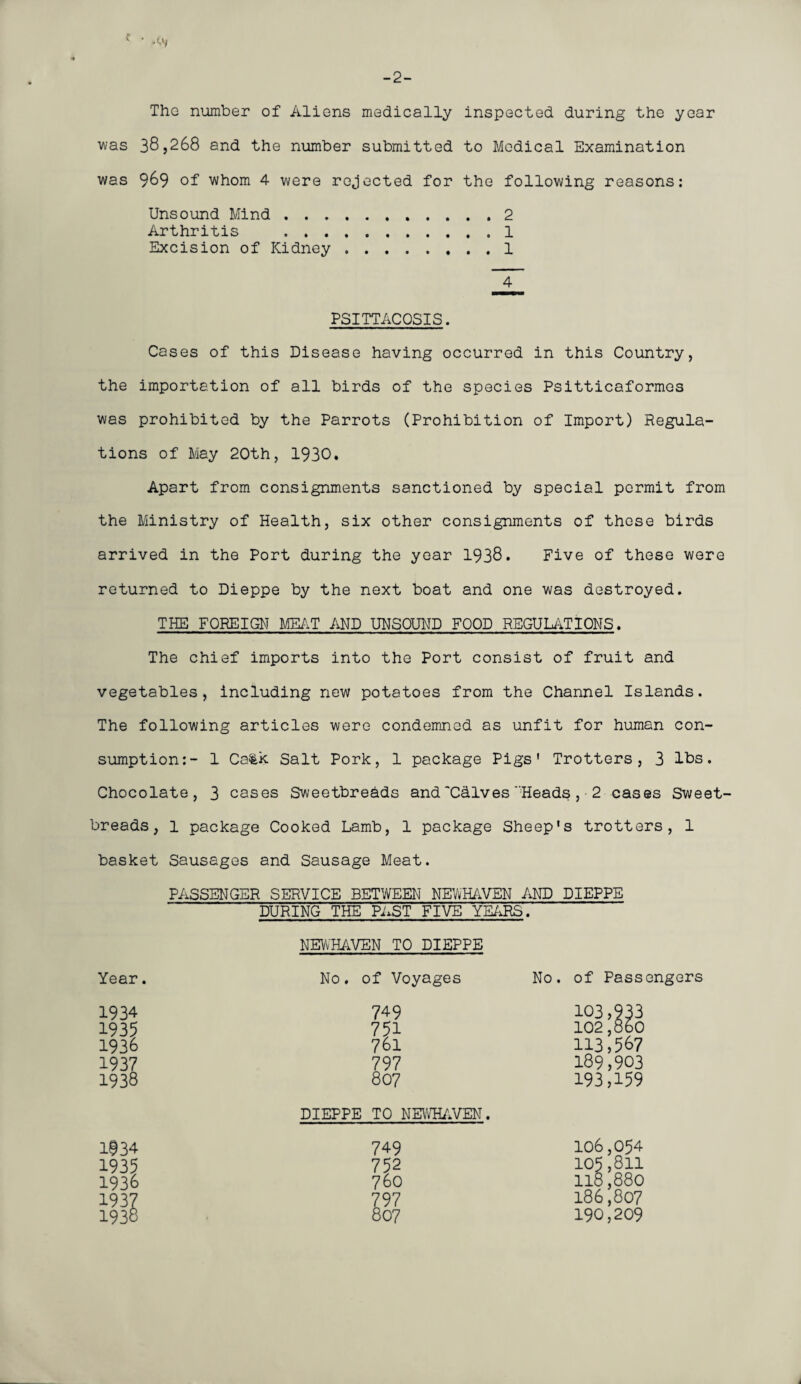 -2-
The number of Aliens medically inspected during the year
was 38,268 and the number submitted to Medical Examination
was 969 of whom 4 were rejected for the following reasons:
Unsound Mind . . . . . . . . . . . 2
Arthritis . . . . . . . . . . . . 1
Excision of Kidney . . . . . . . . 1
4
PSITTACOSIS.
Cases of this Disease having occurred in this Country,
the importation of all birds of the species Psitticaformes
was prohibited by the Parrots (Prohibition of Import) Regula-
tions of May 20th, 1930.
Apart from consignments sanctioned by special permit from
the Ministry of Health, six other consignments of these birds
arrived in the Port during the year 1938. Five of these were
returned to Dieppe by the next boat and one was destroyed.
THE FOREIGN MEAT AND UNSOUND FOOD REGULATIONS.
The chief imports into the Port consist of fruit and
vegetables, including new potatoes from the Channel Islands.
The following articles were condemned as unfit for human con-
sumption:- 1 Cask Salt Pork, 1 package Pigs' Trotters, 3 lbs.
Chocolate, 3 cases Sweetbreads and Calves Heads, 2 cases Sweet-
breads, 1 package Cooked Lamb, 1 package Sheep's trotters, 1
basket Sausages and Sausage Meat.
PASSENGER SERVICE BETWEEN NEWHAVEN AND DIEPPE
DURING THE PAST FIVE YEARS.
NEWHAVEN TO DIEPPE
Year. No. of Voyages No. of Passengers
1934 749 103,933
1935 751 102,860
1936 761 113,567
1937 797 189,903
1938 807 193,159
DIEPPE TO NEWHAVEN.
1934 749 106,054
1935 752 105,811
1936 760 118,880
1937 797 186,807
1938 807 190,209